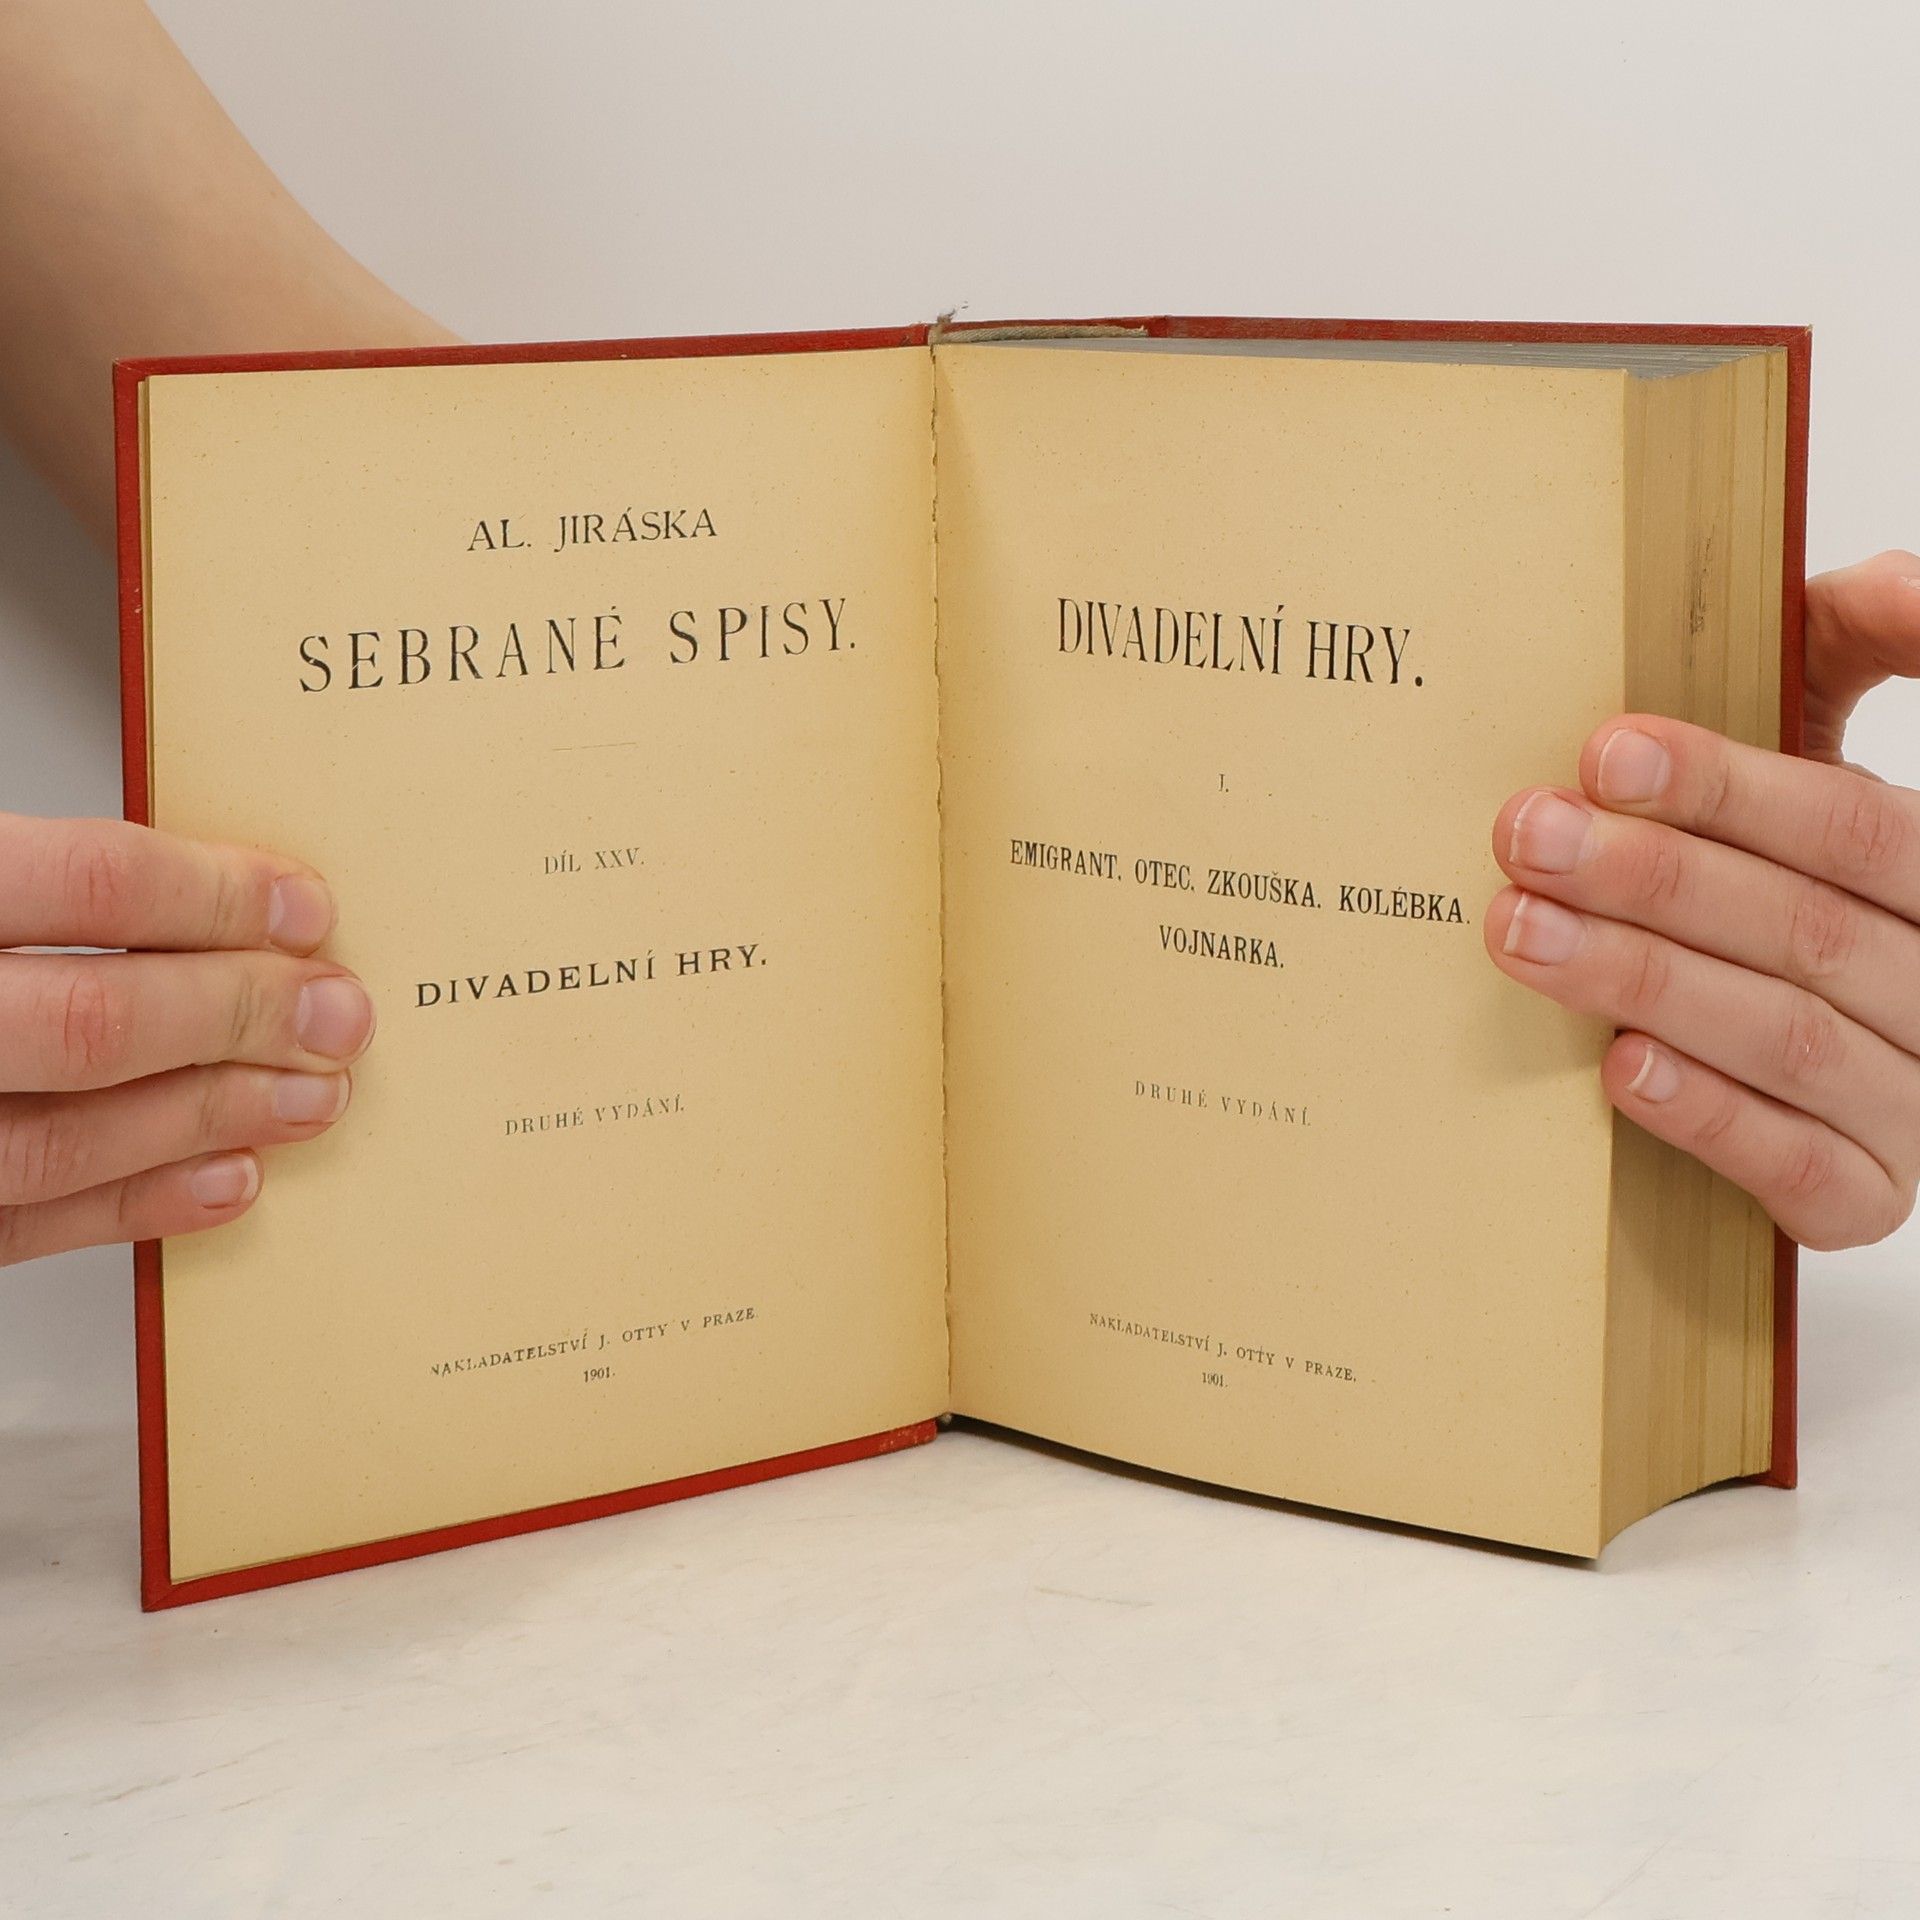 AL. JIRÁSKA
SEBRANÉ SPISY.
DÍL XXV.
DIVADELNÍ HRY.
DRUHÉ VYDÁNÍ.
NAKLADATELSTVÍ J. OTTY V PRAZE.
1901.
DIVADELNÍ HRY.
I.
EMIGRANT. OTEC. ZKOUŠKA. KOLÉBKA.
VOJNARKA.
DRUHÉ VYDÁNÍ.
NAKLADATELSTVÍ J. OTTY V PRAZE.
1901.